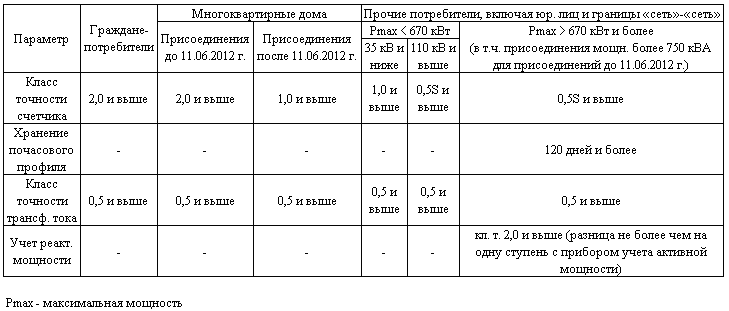 Параметр
Граждане-
потребители
Многоквартирные дома
Прочие потребители, включая юр. лиц и границы «сеть»-«сеть»
Присоединения
до 11.06.2012 г.
Присоединения
после 11.06.2012 г.
Pmax < 670 кВт
35 кВ и
ниже
110 кВ и
выше
Pmax > 670 кВт и более
(в т.ч. присоединения мощн. более 750 кВА
для присоединений до 11.06.2012 г.)
Класс
точности
счетчика
2,0 и выше
2,0 и выше
1,0 и выше
1,0 и
выше
0,5S и
выше
0,5S и выше
Хранение
почасового
профиля
-
-
-
-
-
120 дней и более
Класс
точности
трансф. тока
0,5 и выше
0,5 и выше
0,5 и выше
0,5 и
выше
0,5 и
выше
0,5 и выше
Учет реакт.
мощности
-
-
-
-
-
кл. т. 2,0 и выше (разница не более чем на
одну ступень с прибором учета активной
мощности)
Pmax - максимальная мощность